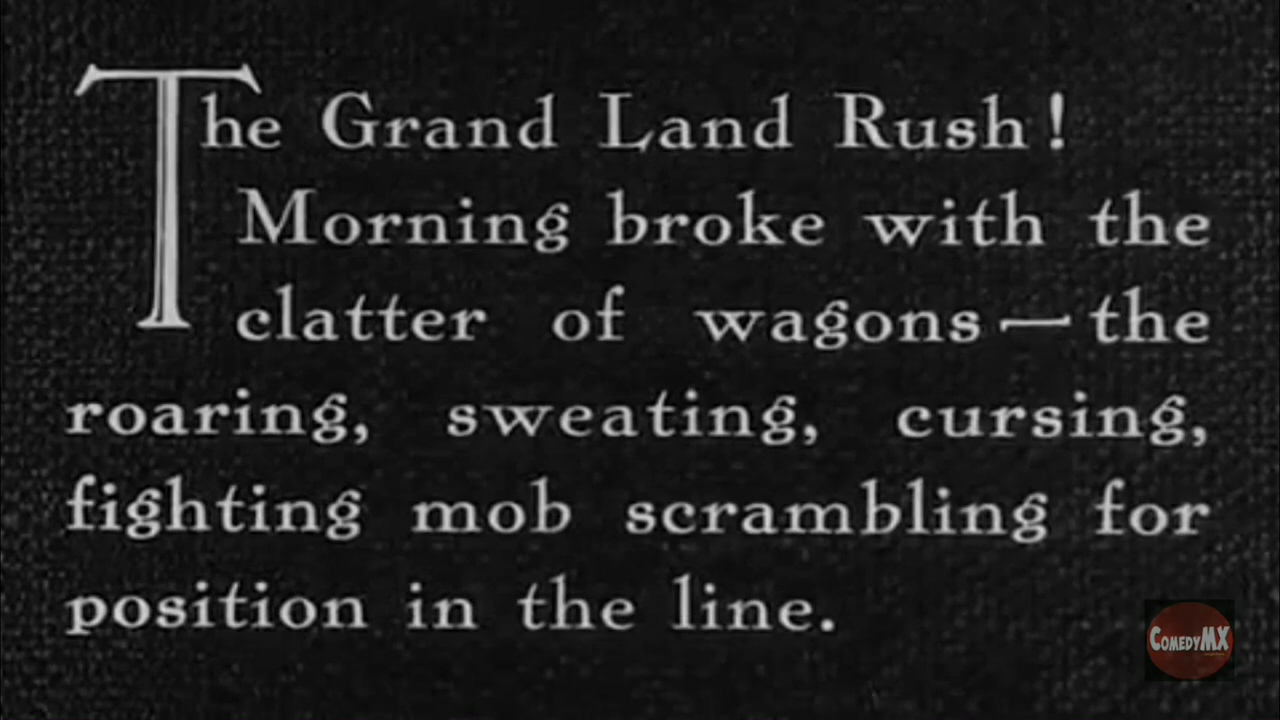 The Grand Land Rush!
Morning broke with the
clatter of wagons — the
roaring, sweating, cursing,
fighting mob scrambling for
position in the line.
COMEDYMX